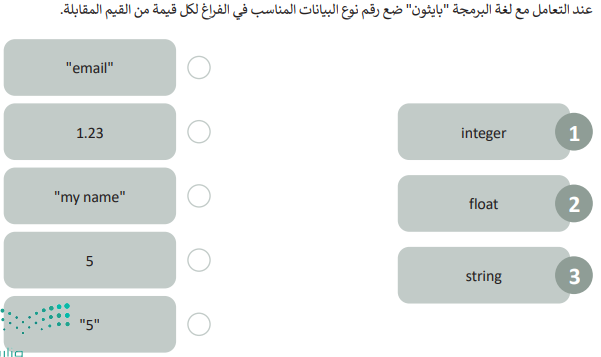 عند التعامل مع لغة البرمجة "بايثون" ضع رقم نوع البيانات المناسب في الفراغ لكل قيمة من القيم المقابلة.
1 integer
2 float
3 string
"email"
1.23
"my name"
5
"5"